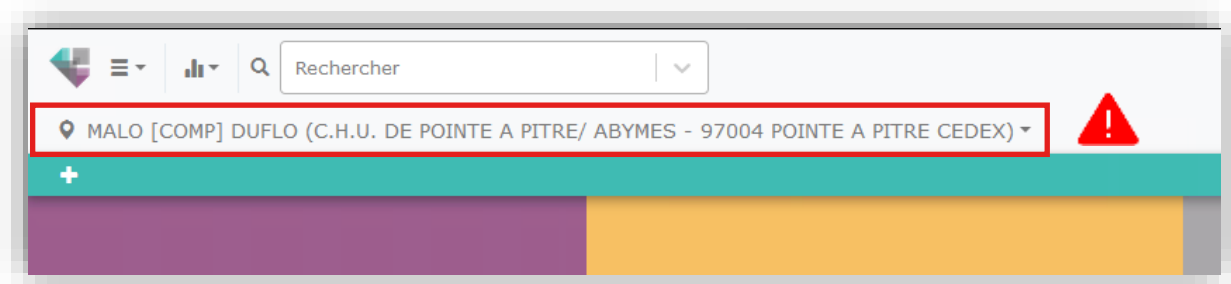 Rechercher
MALO [COMP] DUFLO (C.H.U. DE POINTE A PITRE/ ABYMES - 97004 POINTE A PITRE CEDEX)